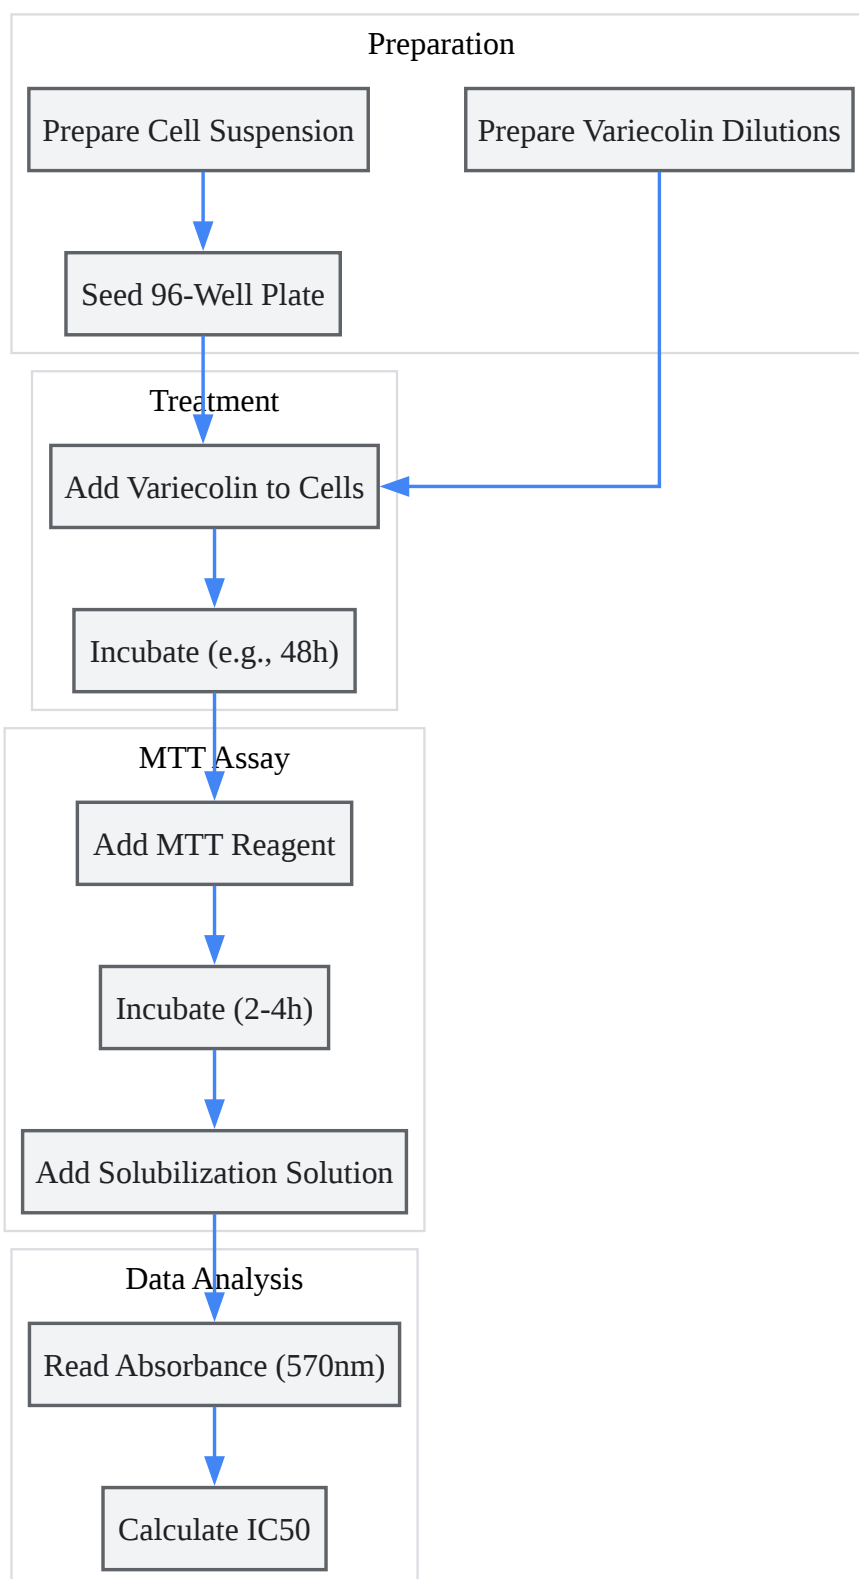 Preparation
Prepare Cell Suspension
Prepare Variecolin Dilutions
Seed 96-Well Plate
Treatment
Add Variecolin to Cells
Incubate (e.g., 48h)
MTT Assay
Add MTT Reagent
Incubate (2-4h)
Add Solubilization Solution
Data Analysis
Read Absorbance (570nm)
Calculate IC50